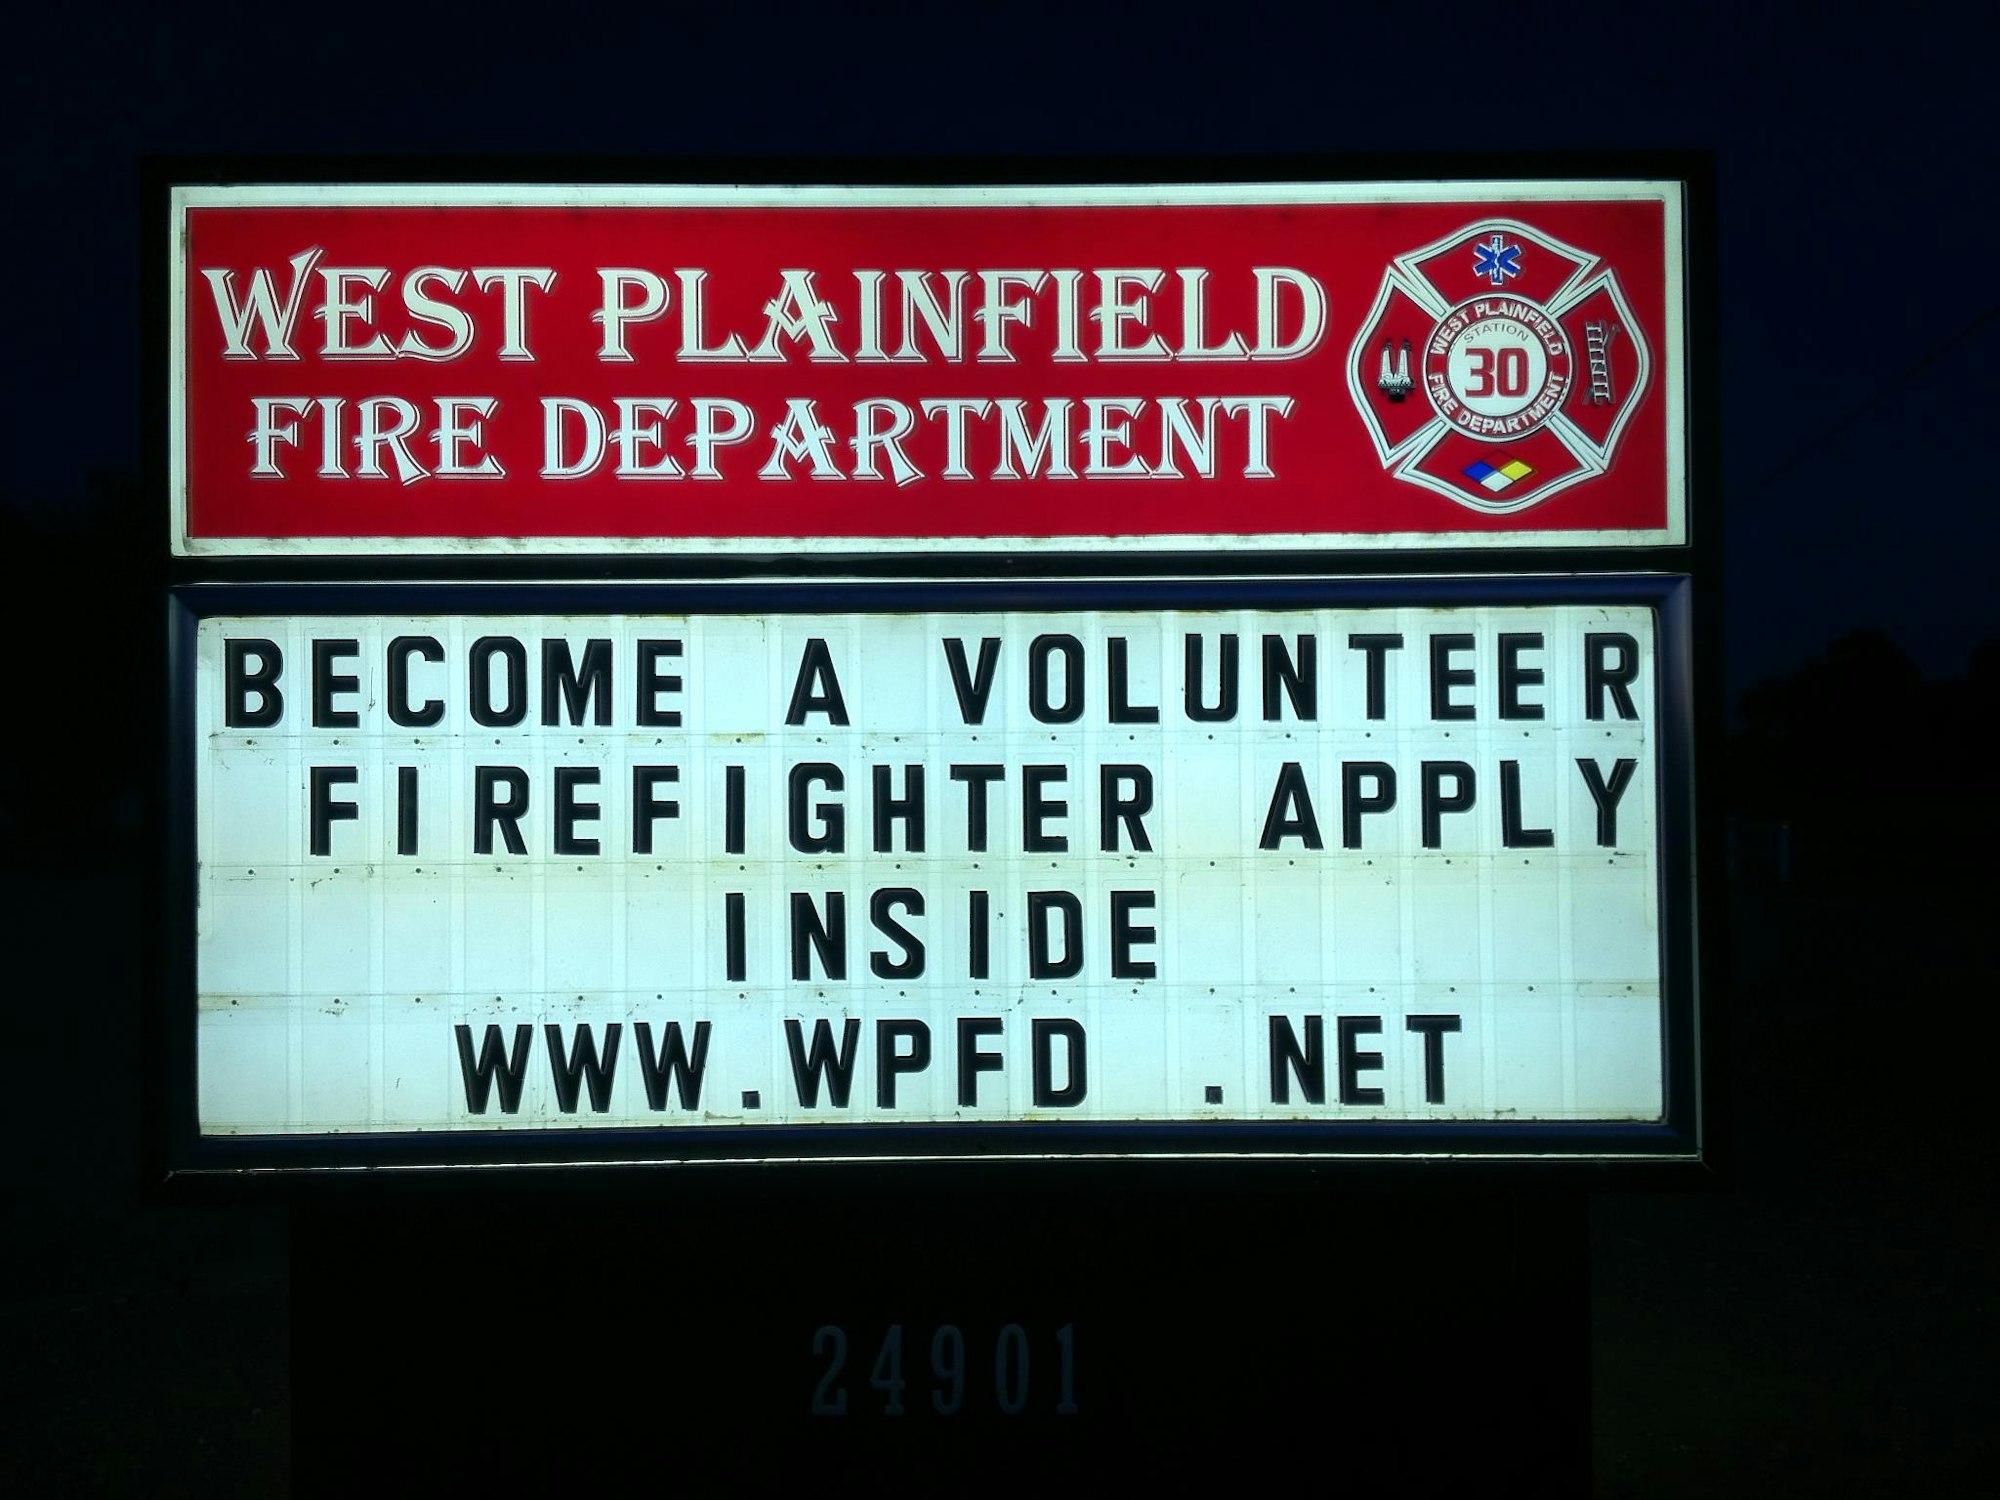 WEST PLAINFIELD
FIRE DEPARTMENT
WEST PLAINFIELD
STATION
30
FIRE DEPARTMENT
BECOME A VOLUNTEER
FIREFIGHTER APPLY
INSIDE
WWW.WPFD .NET
24901